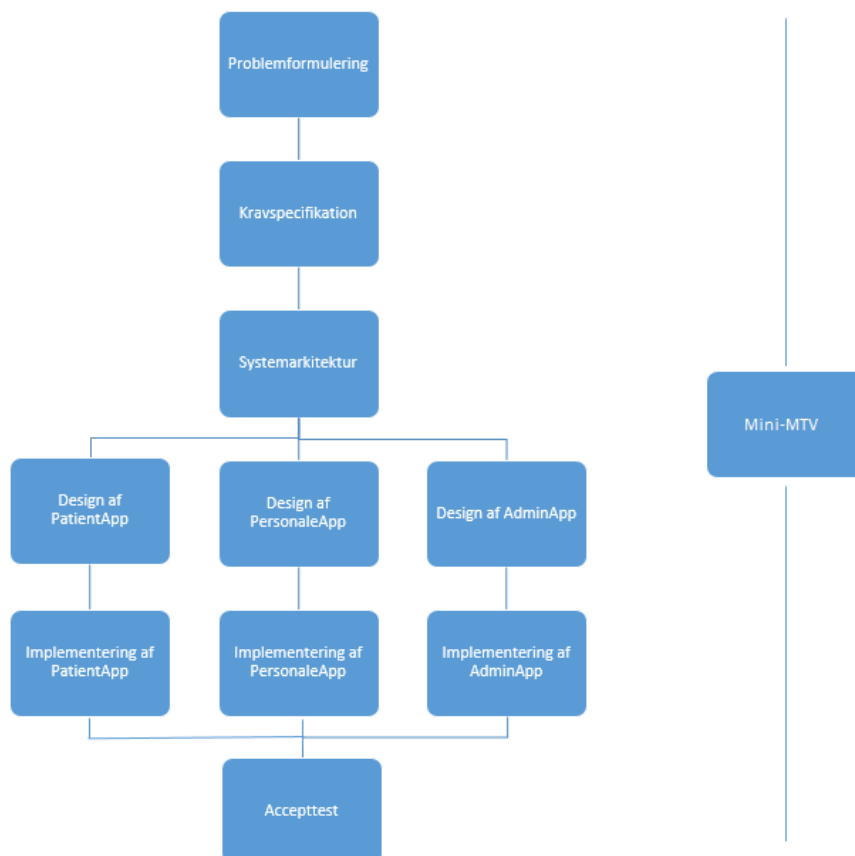 Problemformulering
Kravspecifikation
Systemarkitektur
Mini-MTV
Design af
PatientApp
Design af
PersonaleApp
Design af AdminApp
Implementering af
PatientApp
Implementering af
PersonaleApp
Implementering af
AdminApp
Accepttest